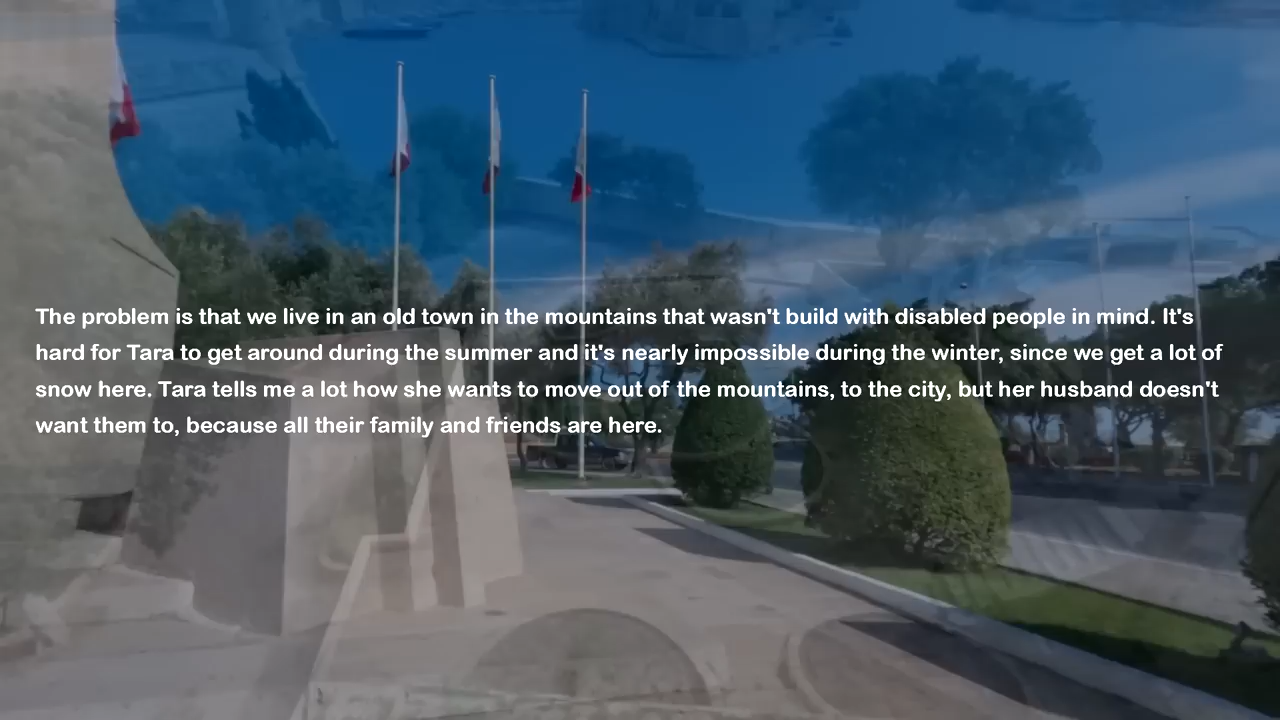 The problem is that we live in an old town in the mountains that wasn't build with disabled people in mind. It's
hard for Tara to get around during the summer and it's nearly impossible during the winter, since we get a lot of
snow here. Tara tells me a lot how she wants to move out of the mountains, to the city, but her husband doesn't
want them to, because all their family and friends are here.